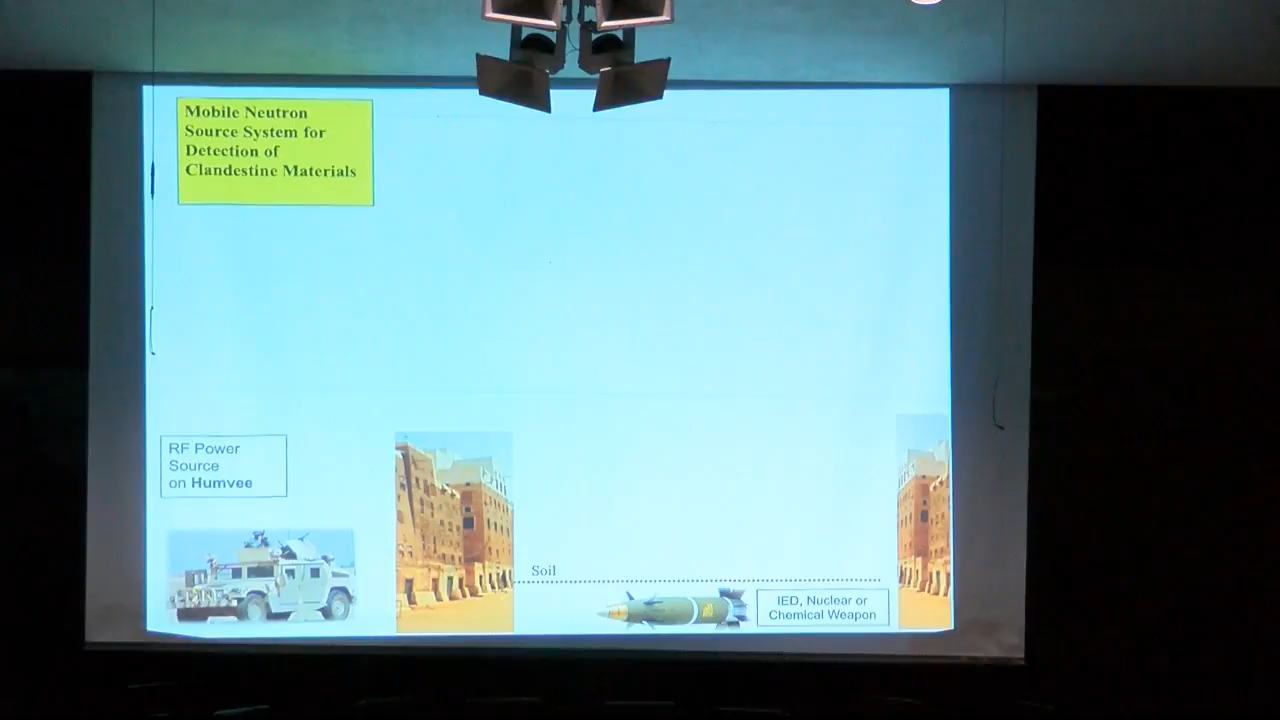 Mobile Neutron
Source System for
Detection of
Clandestine Materials
RF Power
Source
on Humvee
Soil
IED, Nuclear or
Chemical Weapon